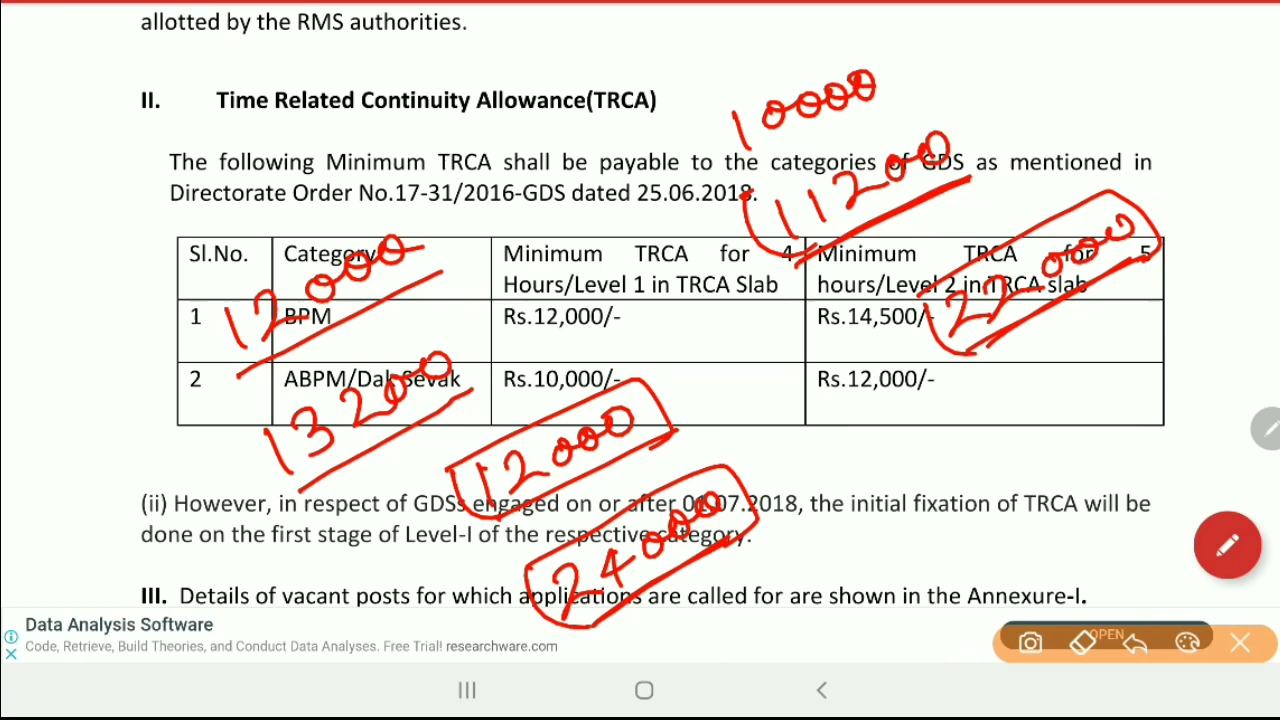 allotted by the RMS authorities.
II. Time Related Continuity Allowance(TRCA)
10000
The following Minimum TRCA shall be payable to the categories of GDS as mentioned in
11200
Directorate Order No.17-31/2016-GDS dated 25.06.2018.
Sl.No. Category Minimum TRCA for 4 Hours/Level 1 in TRCA Slab Minimum TRCA for 5 hours/Level 2 in TRCA slab
12000
22000
1 BPM Rs.12,000/- Rs.14,500/-
2 ABPM/Dak Sevak Rs.10,000/- Rs.12,000/-
13200
12000
(ii) However, in respect of GDSs engaged on or after 01.07.2018, the initial fixation of TRCA will be
done on the first stage of Level-I of the respective category.
24000
III. Details of vacant posts for which applications are called for are shown in the Annexure-I.
Data Analysis Software
Code, Retrieve, Build Theories, and Conduct Data Analyses. Free Trial! researchware.com
OPEN